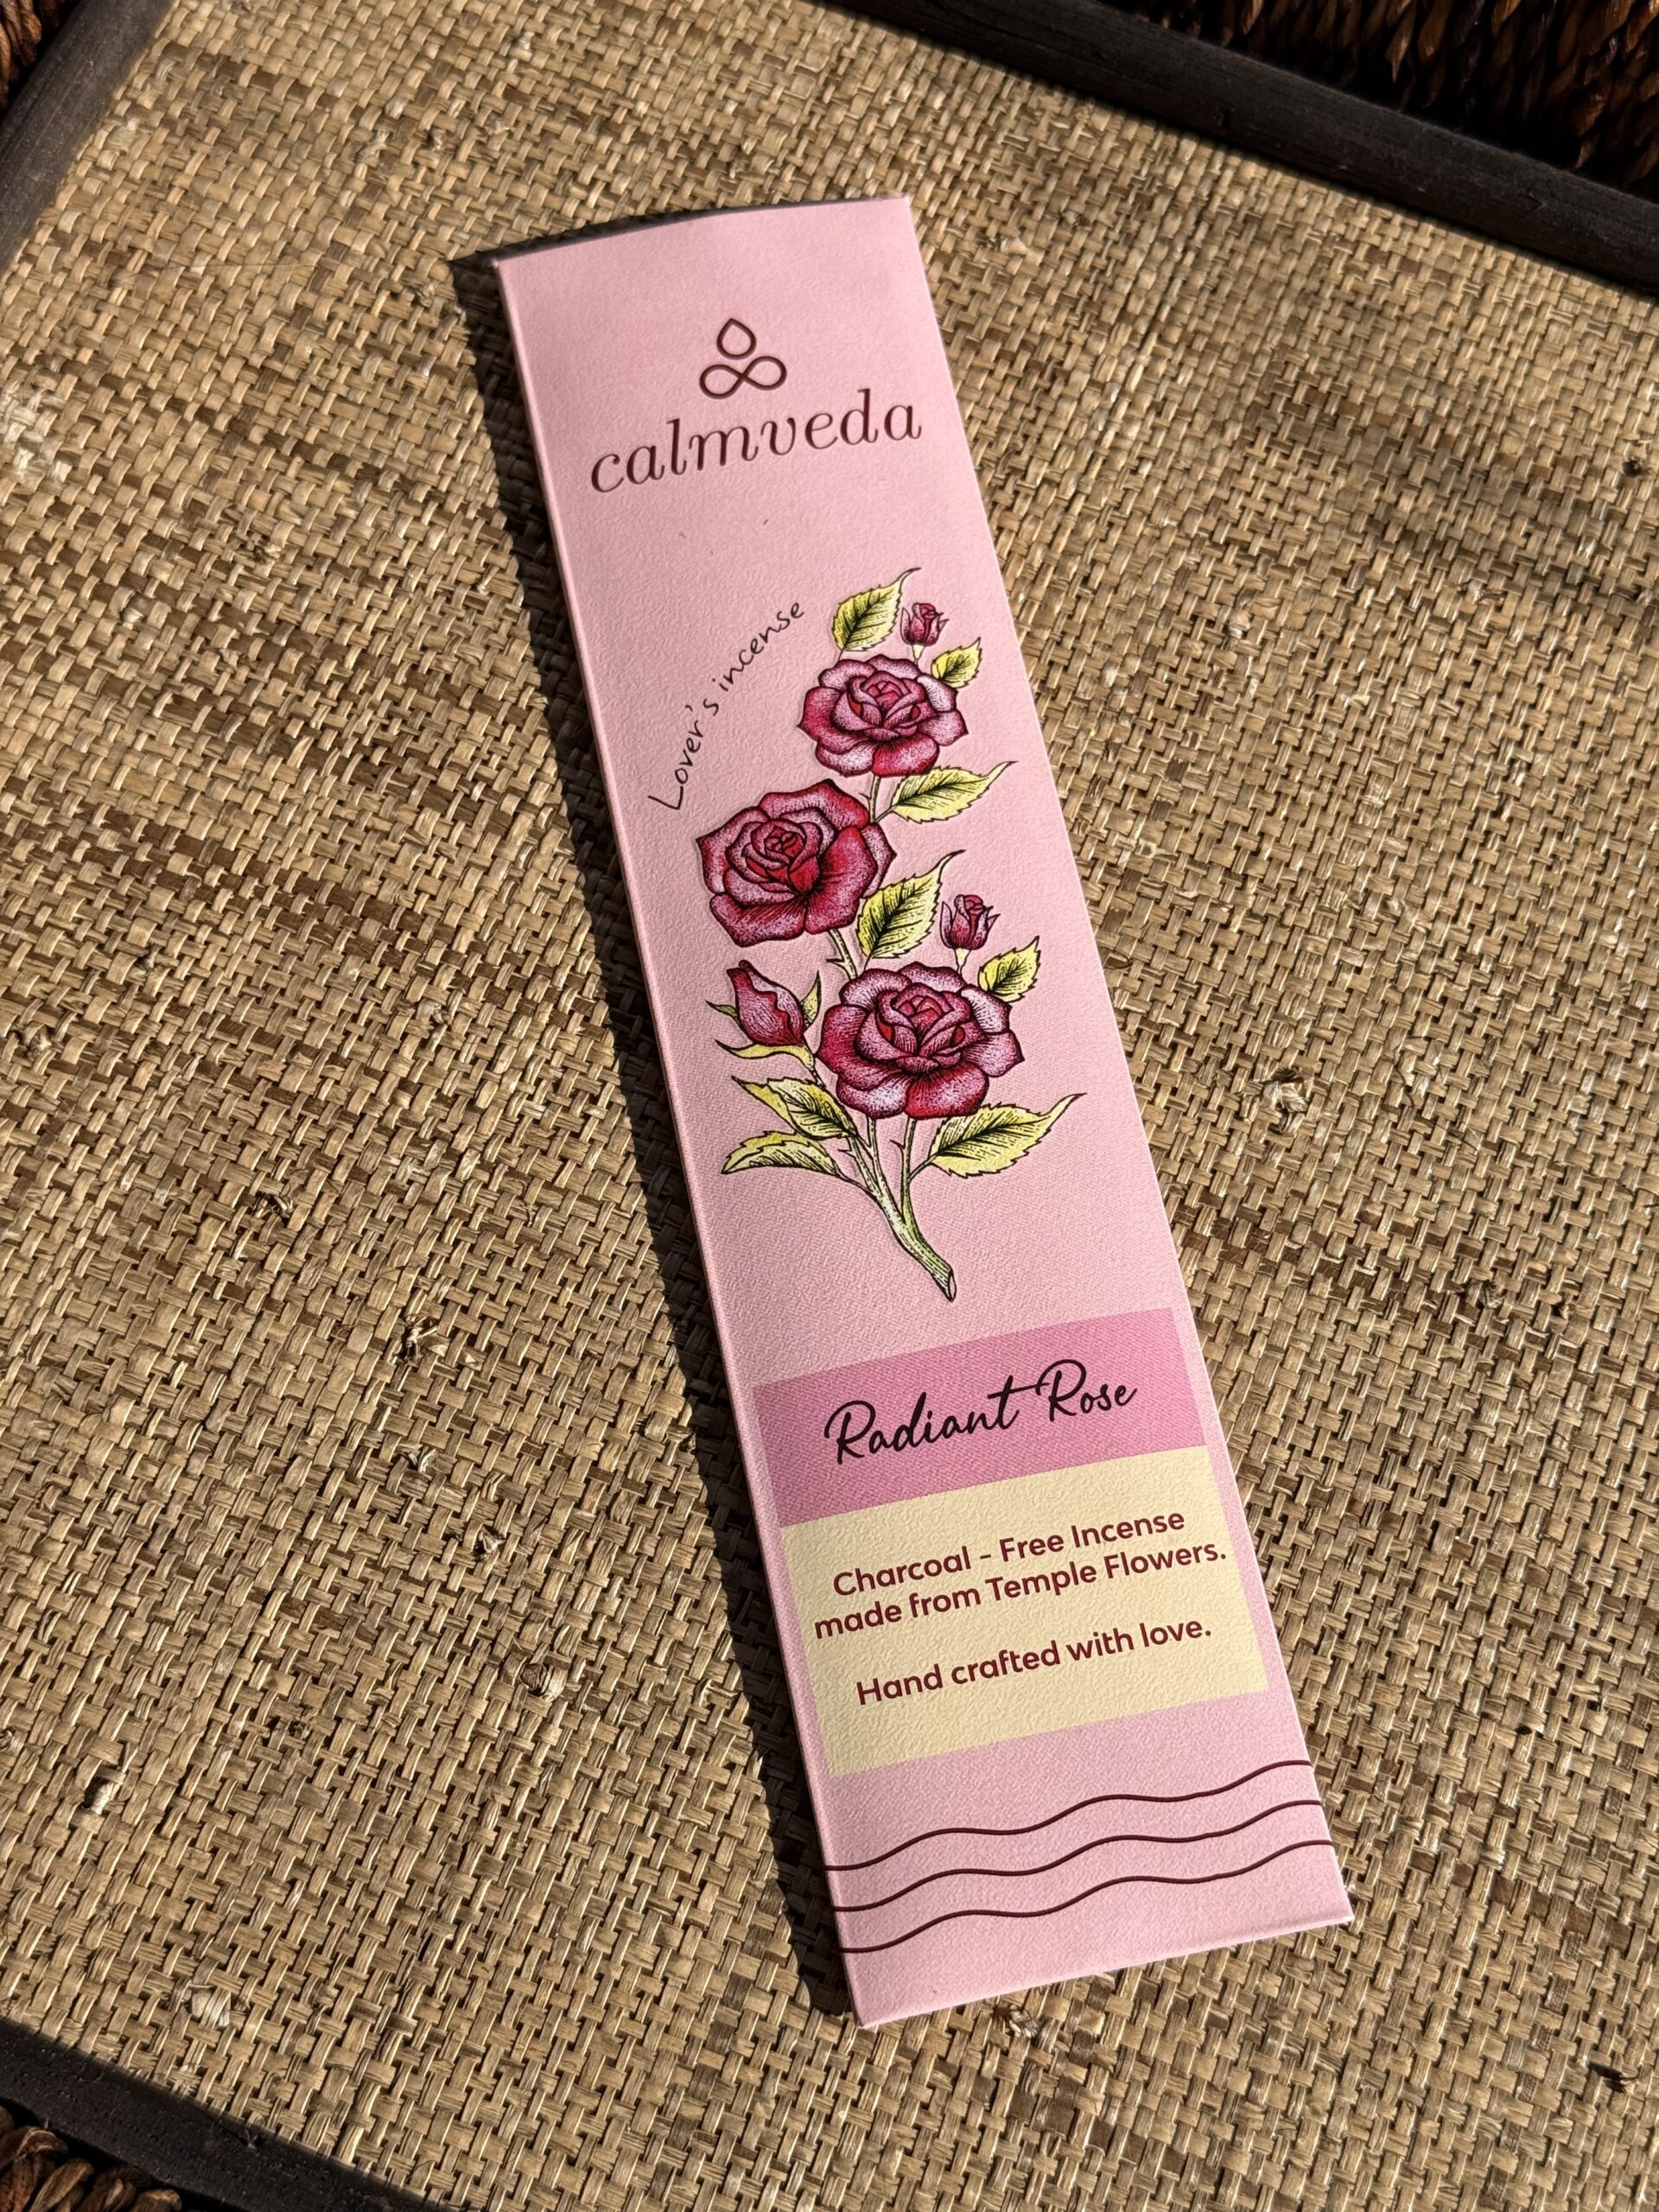 calmveda
Lover's incense
Radiant Rose
Charcoal - Free Incense
made from Temple Flowers.
Hand crafted with love.